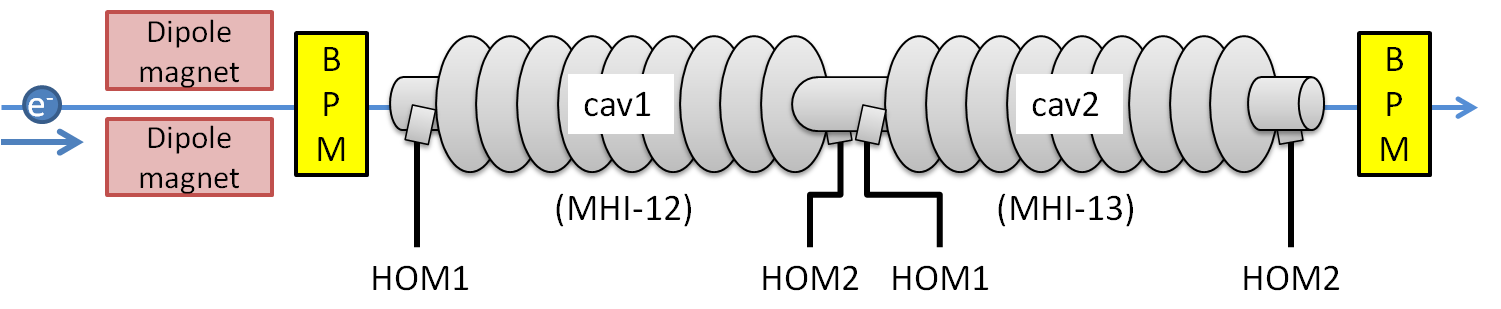 Dipole
magnet
B
P
M
e-
cav1
cav2
B
P
M
Dipole
magnet
(MHI-12)
(MHI-13)
HOM1
HOM2
HOM1
HOM2